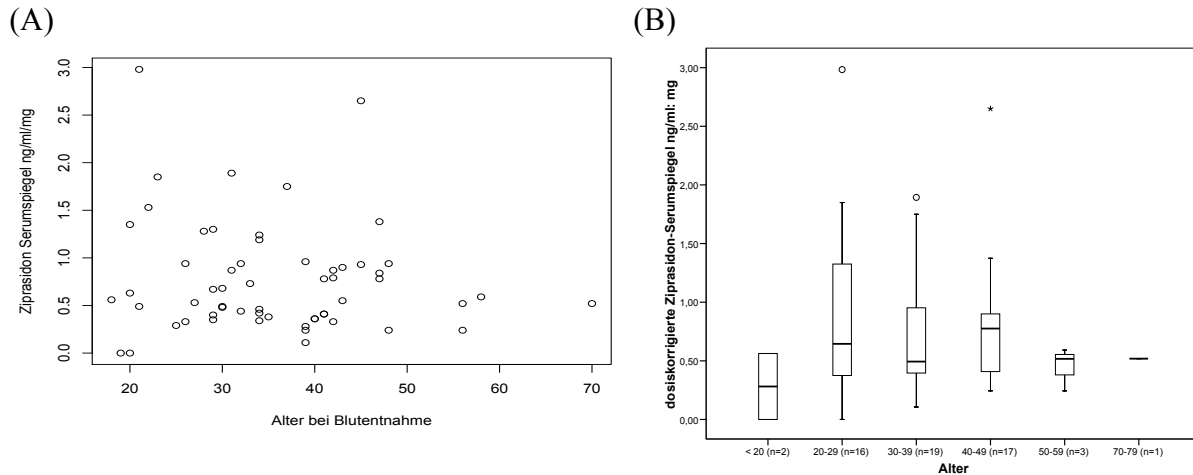 (A)
Ziprasidon Serumspiegel ng/ml/mg
3.0
2.5
2.0
1.5
1.0
0.5
0.0
20 30 40 50 60 70
Alter bei Blutentnahme
(B)
dosiskorrigierte Ziprasidon-Serumspiegel ng/ml: mg
3,00
2,50
2,00
1,50
1,00
0,50
0,00
< 20 (n=2) 20-29 (n=16) 30-39 (n=19) 40-49 (n=17) 50-59 (n=3) 70-79 (n=1)
Alter